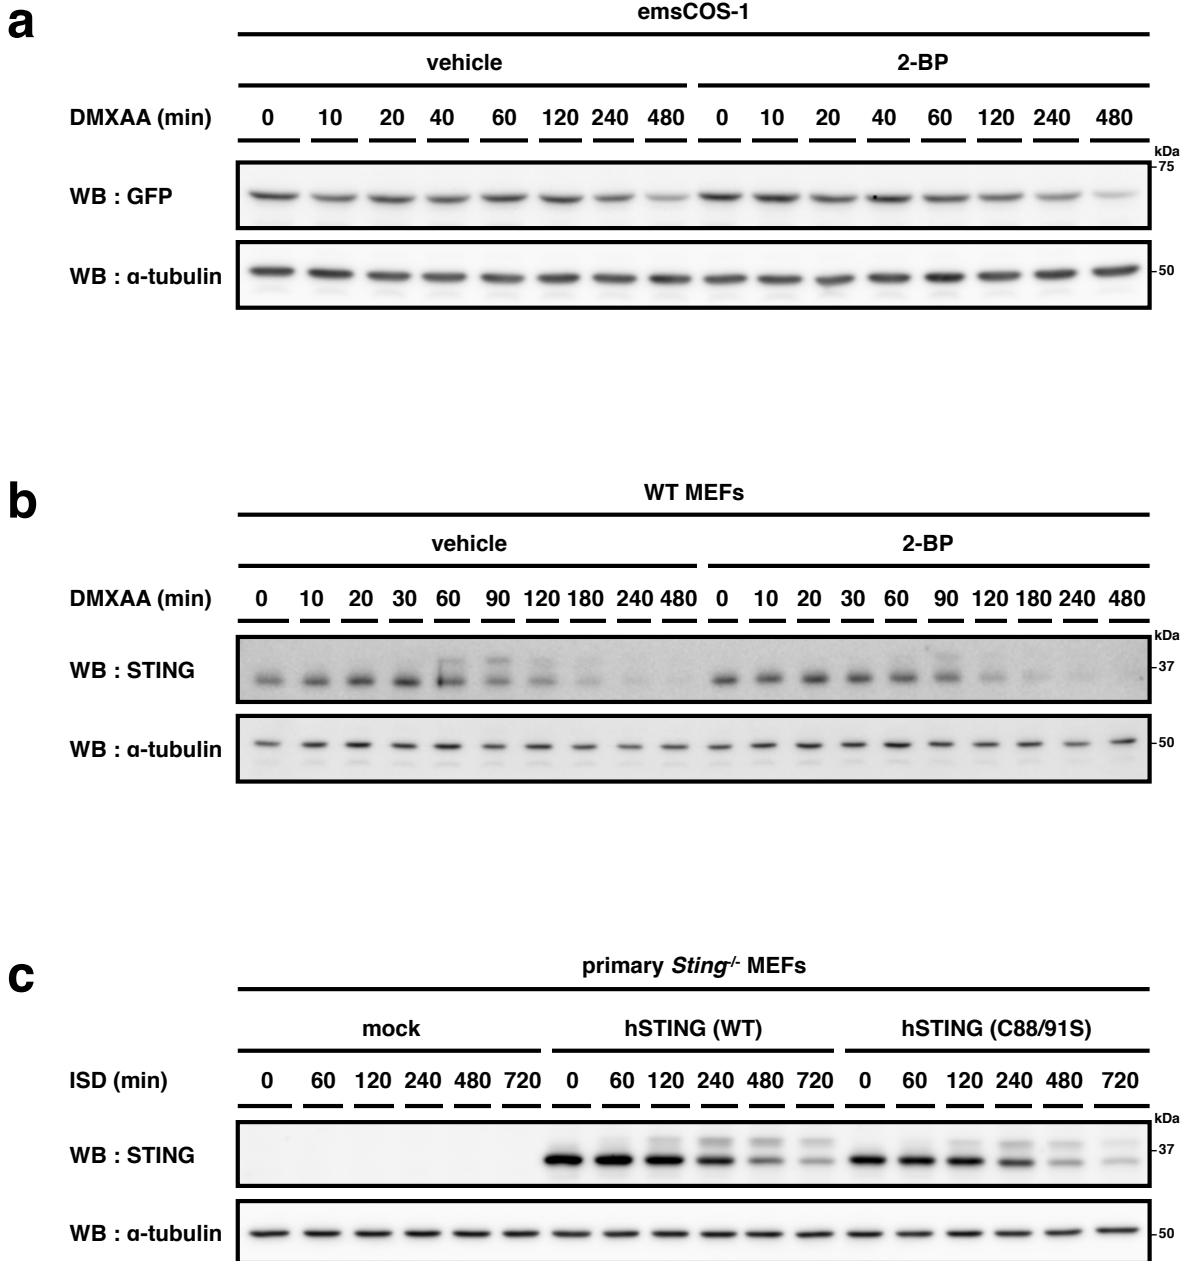 a
emsCOS-1
vehicle 2-BP
DMXAA (min) 0 10 20 40 60 120 240 480 0 10 20 40 60 120 240 480
kDa
75
WB : GFP
WB : α-tubulin
50
b
WT MEFs
vehicle 2-BP
DMXAA (min) 0 10 20 30 60 90 120 180 240 480 0 10 20 30 60 90 120 180 240 480
kDa
WB : STING
37
WB : α-tubulin
50
c
primary Sting-/- MEFs
mock hSTING (WT) hSTING (C88/91S)
ISD (min) 0 60 120 240 480 720 0 60 120 240 480 720 0 60 120 240 480 720
kDa
WB : STING
37
WB : α-tubulin
50